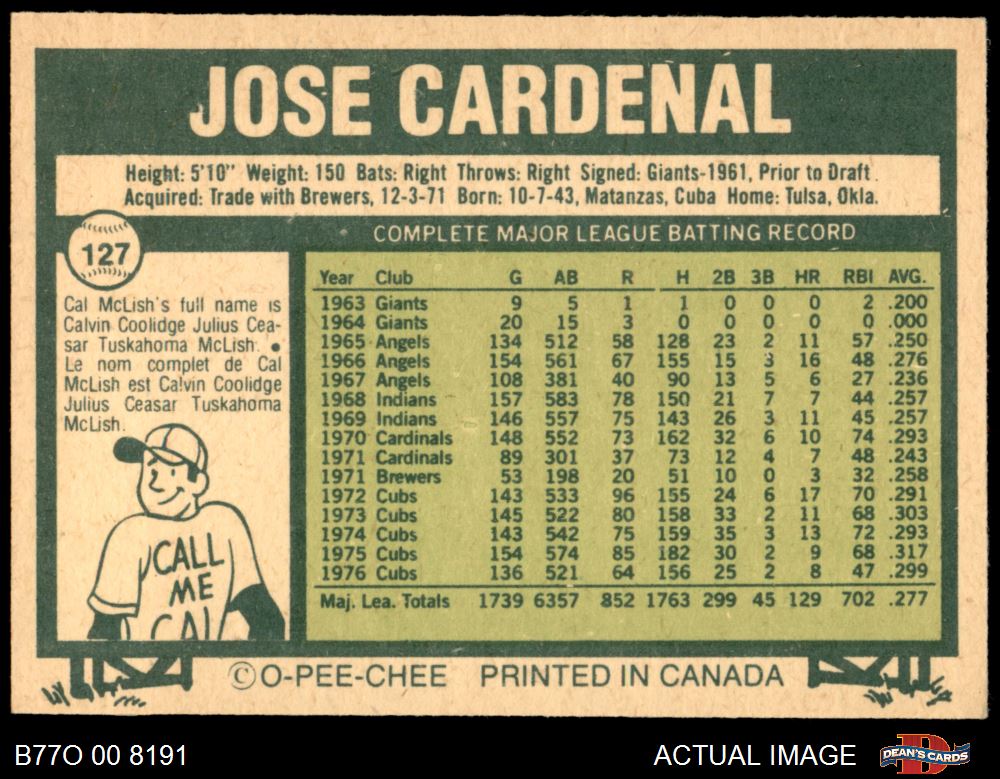 JOSE CARDENAL
Height: 5'10" Weight: 150 Bats: Right Throws: Right Signed: Giants-1961, Prior to Draft.
Acquired: Trade with Brewers, 12-3-71 Born: 10-7-43, Matanzas, Cuba Home: Tulsa, Okla.
127
Cal McLish's full name is
Calvin Coolidge Julius Cea-
sar Tuskahoma McLish. •
Le nom complet de Cal
McLish est Calvin Coolidge
Julius Ceasar Tuskahoma
McLish.
CALL
ME
CAL
COMPLETE MAJOR LEAGUE BATTING RECORD
Year Club G AB R H 2B 3B HR RBI AVG.
1963 Giants 9 5 1 1 0 0 0 2 .200
1964 Giants 20 15 3 0 0 0 0 0 .000
1965 Angels 134 512 58 128 23 2 11 57 .250
1966 Angels 154 561 67 155 15 3 16 48 .276
1967 Angels 108 381 40 90 13 5 6 27 .236
1968 Indians 157 583 78 150 21 7 7 44 .257
1969 Indians 146 557 75 143 26 3 11 45 .257
1970 Cardinals 148 552 73 162 32 6 10 74 .293
1971 Cardinals 89 301 37 73 12 4 7 48 .243
1971 Brewers 53 198 20 51 10 0 3 32 .258
1972 Cubs 143 533 96 155 24 6 17 70 .291
1973 Cubs 145 522 80 158 33 2 11 68 .303
1974 Cubs 143 542 75 159 35 3 13 72 .293
1975 Cubs 154 574 85 182 30 2 9 68 .317
1976 Cubs 136 521 64 156 25 2 8 47 .299
Maj. Lea. Totals 1739 6357 852 1763 299 45 129 702 .277
©O-PEE-CHEE PRINTED IN CANADA
B77O 00 8191
ACTUAL IMAGE
DEAN'S CARDS